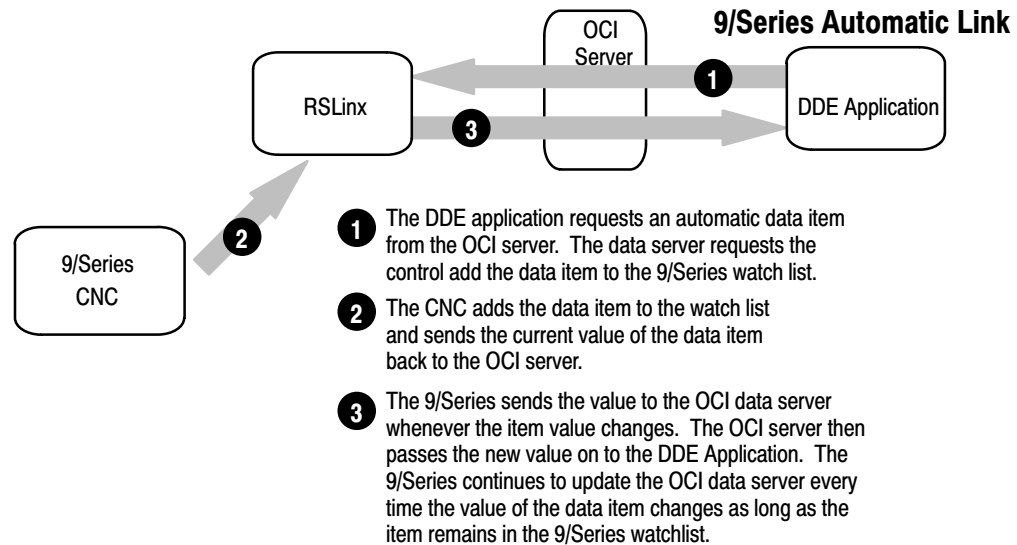 9/Series Automatic Link
OCI
Server
1
RSLinx
DDE Application
3
2
9/Series
CNC
1 The DDE application requests an automatic data item
from the OCI server. The data server requests the
control add the data item to the 9/Series watch list.
2 The CNC adds the data item to the watch list
and sends the current value of the data item
back to the OCI server.
3 The 9/Series sends the value to the OCI data server
whenever the item value changes. The OCI server then
passes the new value on to the DDE Application. The
9/Series continues to update the OCI data server every
time the value of the data item changes as long as the
item remains in the 9/Series watchlist.